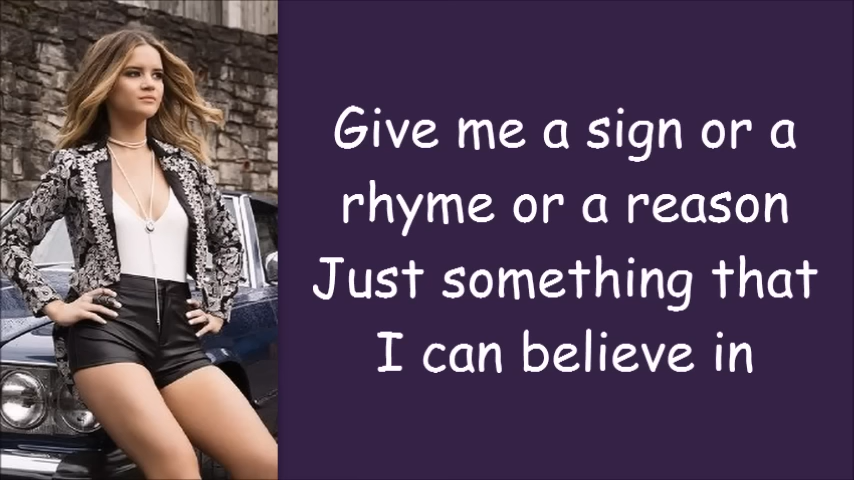 Give me a sign or a
rhyme or a reason
Just something that
I can believe in